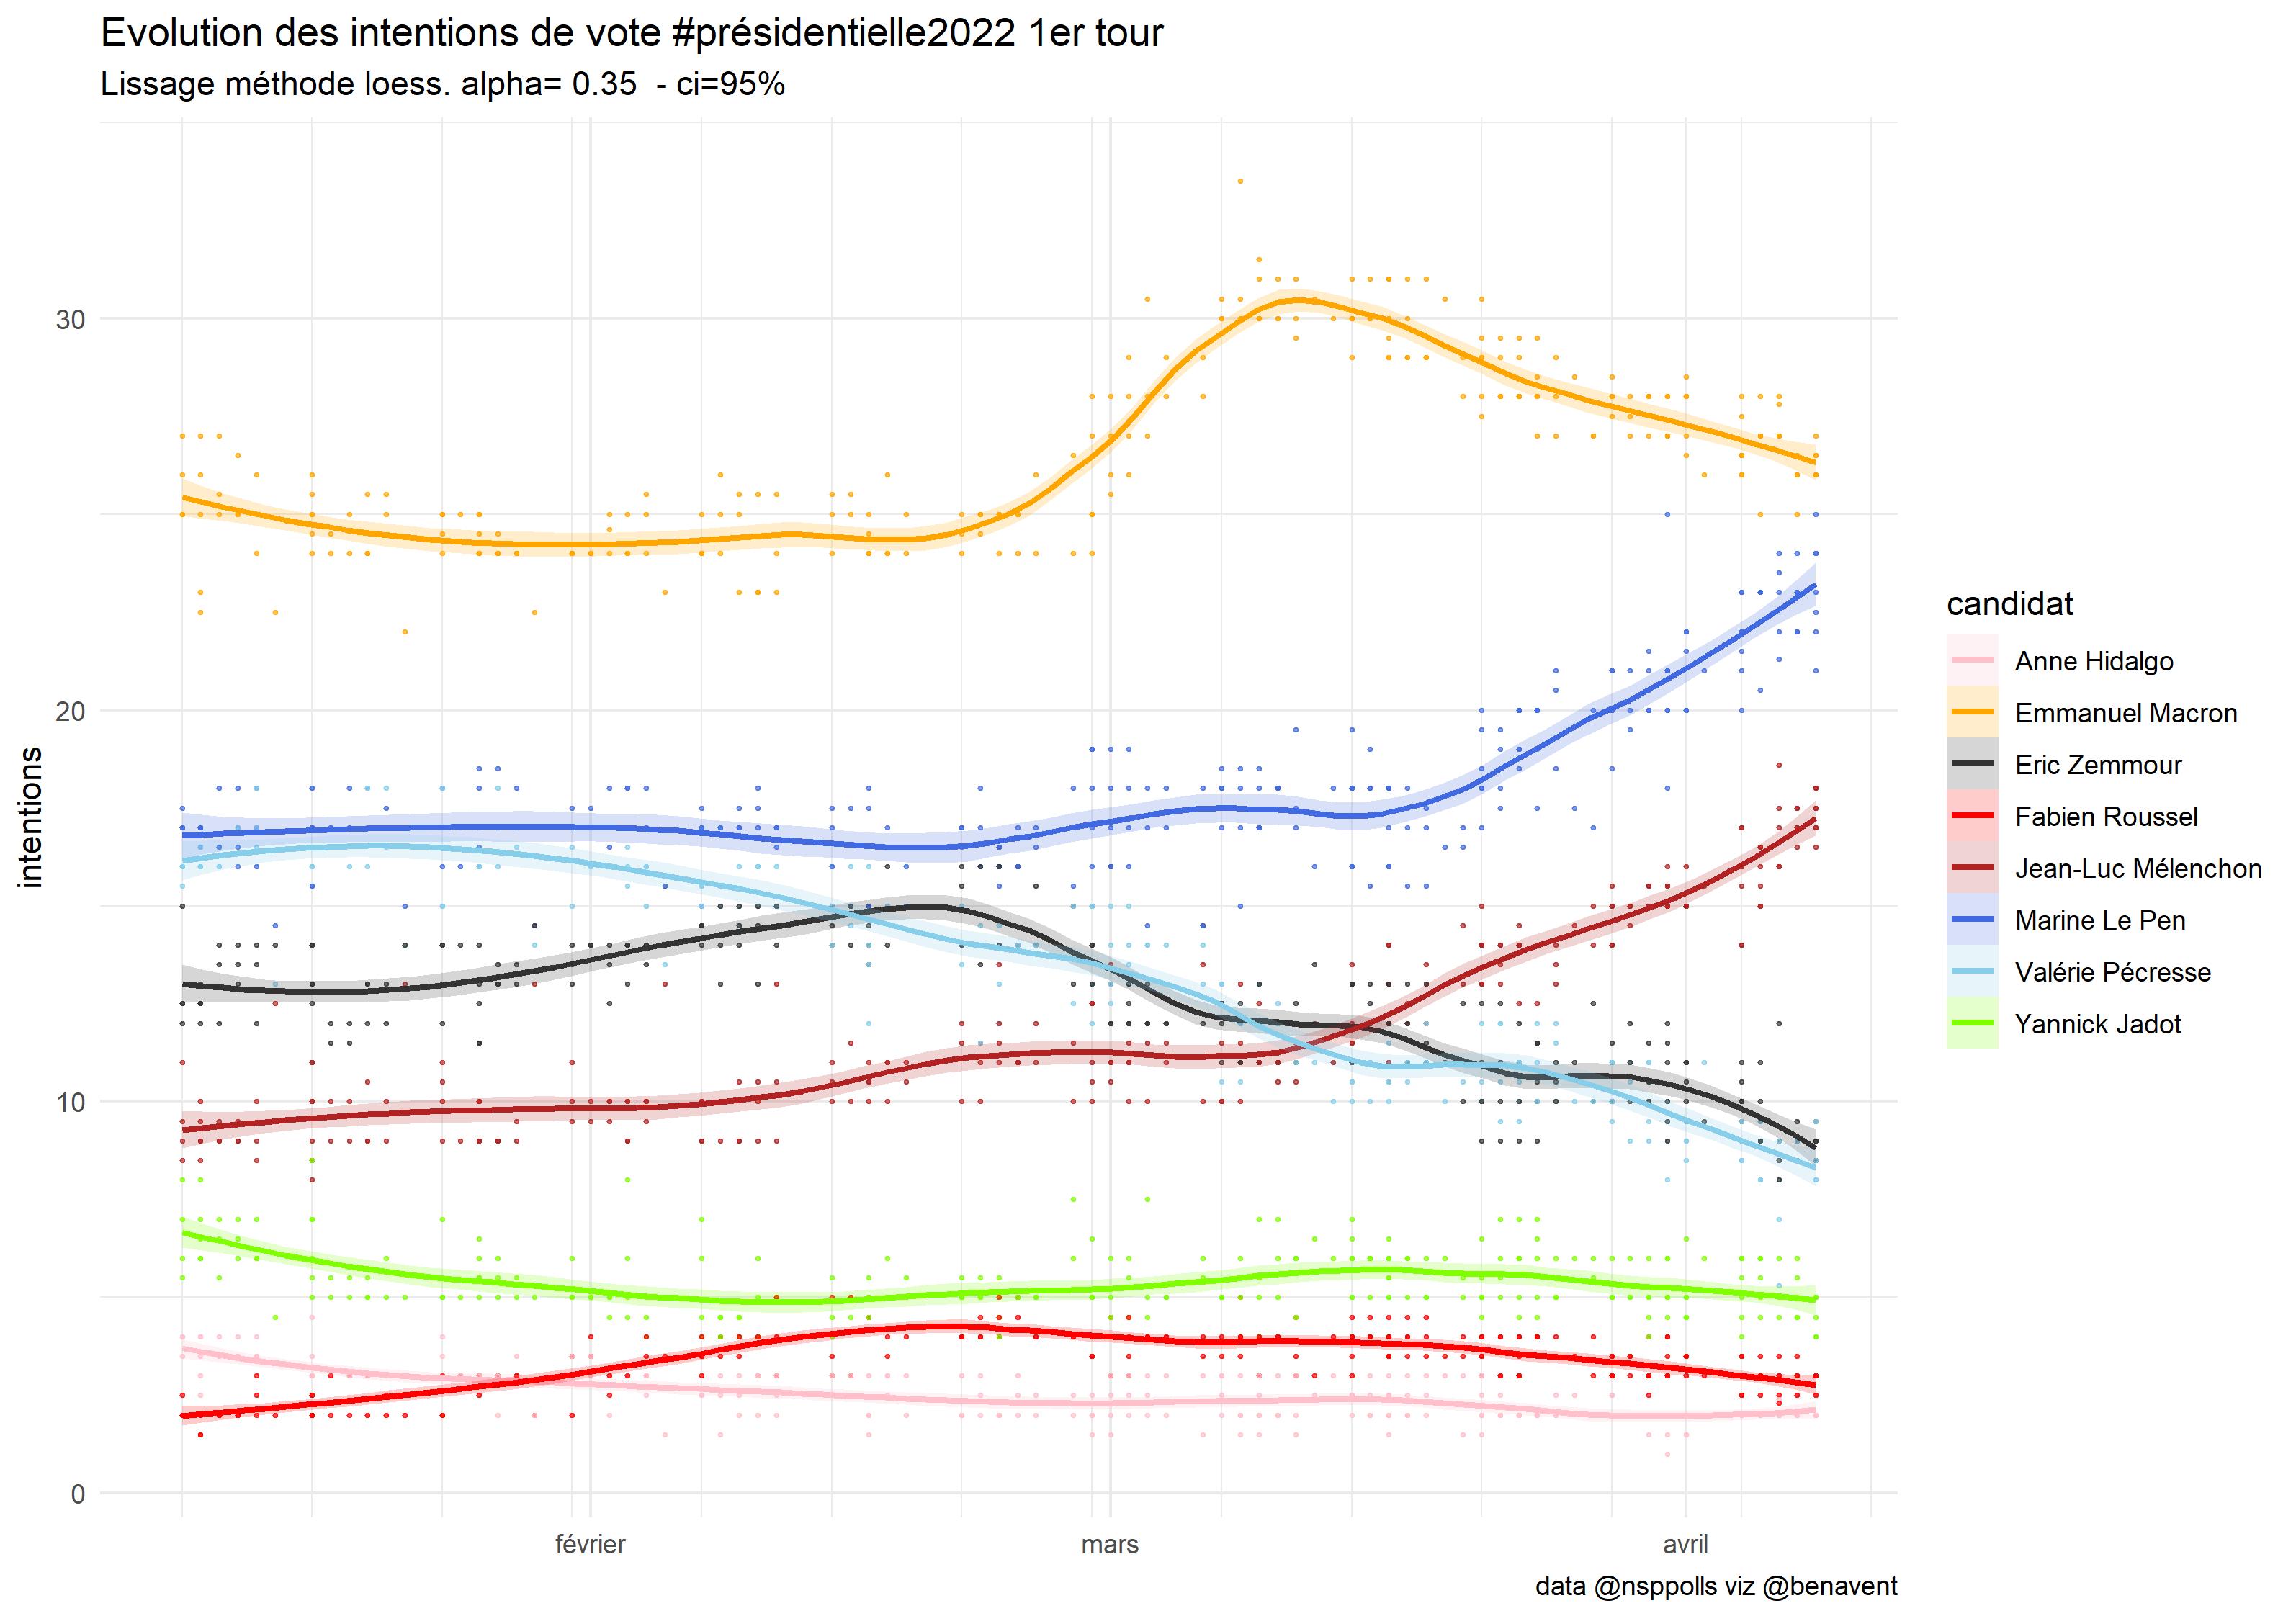 Evolution des intentions de vote #présidentielle2022 1er tour
Lissage méthode loess. alpha= 0.35  - ci=95%
intentions
30
20
10
0
février
mars
avril
candidat
Anne Hidalgo
Emmanuel Macron
Eric Zemmour
Fabien Roussel
Jean-Luc Mélenchon
Marine Le Pen
Valérie Pécresse
Yannick Jadot
data @nsppolls viz @benavent